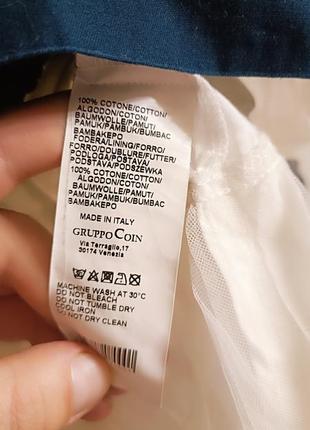 100% COTONE/COTTON/
ALGODON/COTON/
BAUMWOLLE/PAMUT/
PAMUK/PAMBUK/BUMBAC
BAMBAKEPO
FODERA/LINING/FORRO/
FORRO/DOUBLURE/FUTTER/
PODLOGA/POSTAVA/
PODSTAVA/PODSZEWKA
100% COTONE/COTTON/
ALGODON/COTON/
BAUMWOLLE/PAMUT/
PAMUK/PAMBUK/BUMBAC
BAMBAKEPO
MADE IN ITALY
GRUPPO COIN
Via Terraglio,17
30174 Venezia
MACHINE WASH AT 30°C
DO NOT BLEACH
DO NOT TUMBLE DRY
COOL IRON
DO NOT DRY CLEAN